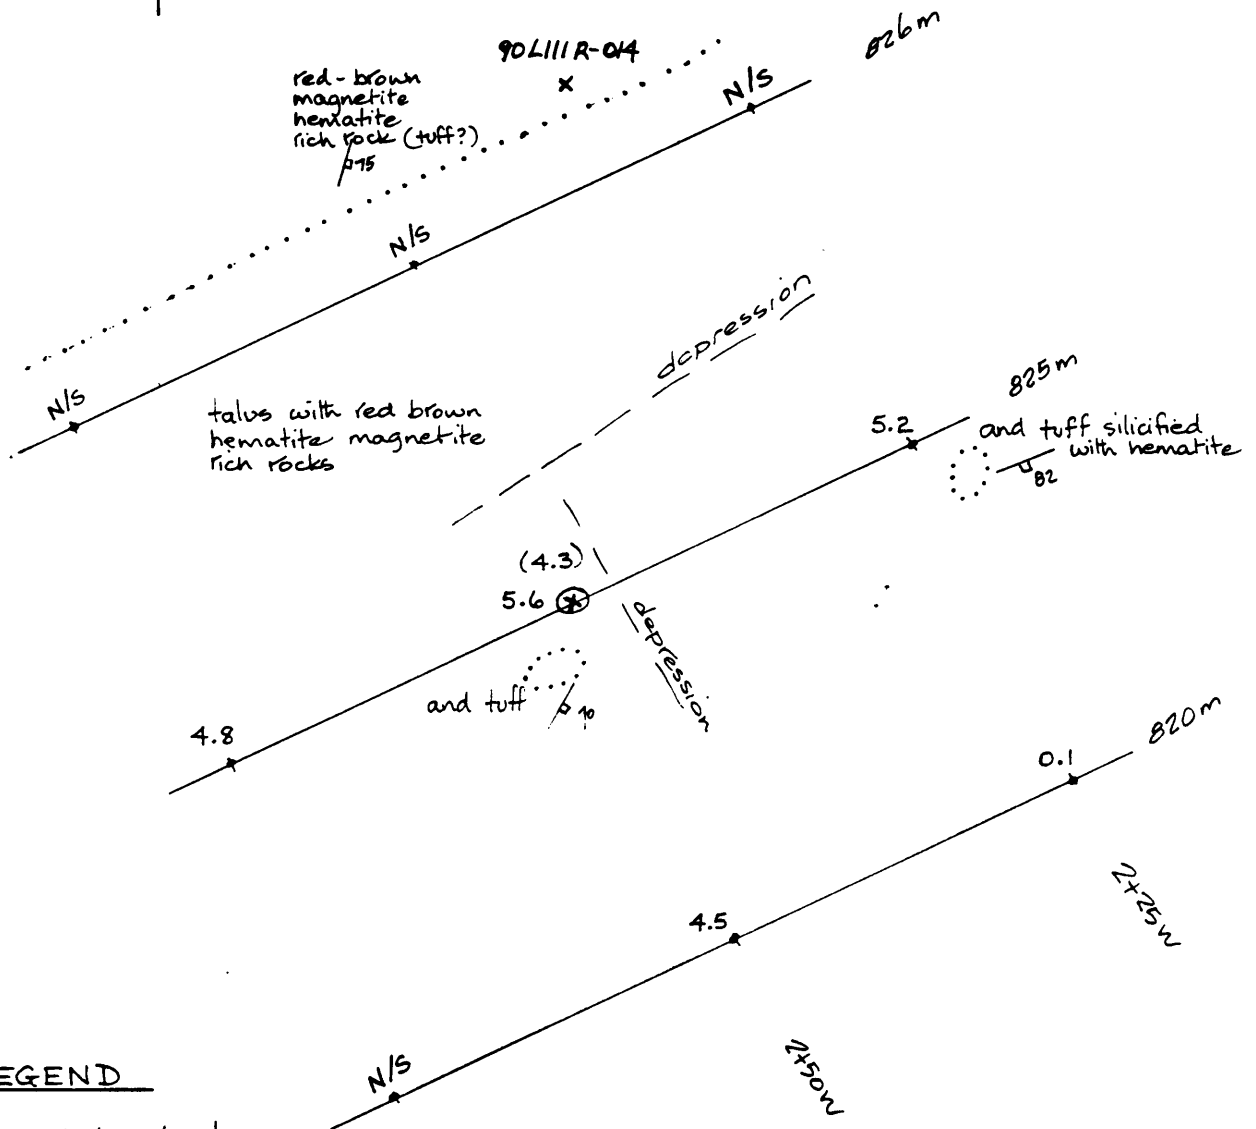 90L111R-014
826m
red-brown
magnetite
hematite
rich rock (tuff?)
75
N/S
N/S
N/S
depression
talus with red brown
hematite magnetite
rich rocks
825m
5.2
and tuff silicified
with hematite
82
(4.3)
5.6
depression
and tuff
70
4.8
820m
0.1
4.5
2+25W
N/S
2+50W
EGEND